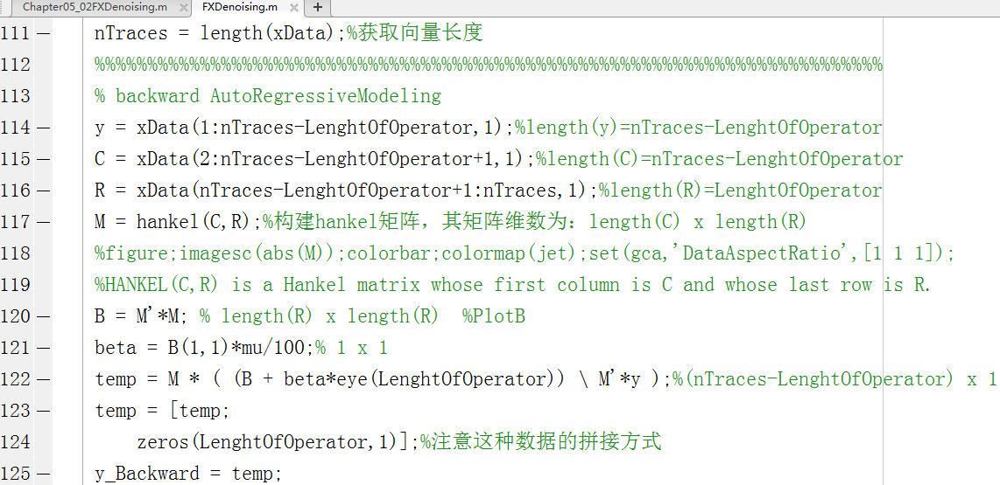 Chapter05_02FXDenoising.m × FXDenoising.m × +
111 — nTraces = length(xData);%获取向量长度
112 %%%%%%%%%%%%%%%%%%%%%%%%%%%%%%%%%%%%%%%%%%%%%%%%%%%%%%%%%%%%%%%%%%%%%%%%%%%
113 % backward AutoRegressiveModeling
114 — y = xData(1:nTraces-LenghtOfOperator,1);%length(y)=nTraces-LenghtOfOperator
115 — C = xData(2:nTraces-LenghtOfOperator+1,1);%length(C)=nTraces-LenghtOfOperator
116 — R = xData(nTraces-LenghtOfOperator+1:nTraces,1);%length(R)=LenghtOfOperator
117 — M = hankel(C,R);%构建hankel矩阵，其矩阵维数为：length(C) x length(R)
118 %figure;imagesc(abs(M));colorbar;colormap(jet);set(gca,'DataAspectRatio',[1 1 1]);
119 %HANKEL(C,R) is a Hankel matrix whose first column is C and whose last row is R.
120 — B = M'*M; % length(R) x length(R)  %PlotB
121 — beta = B(1,1)*mu/100;% 1 x 1
122 — temp = M * ( (B + beta*eye(LenghtOfOperator)) \ M'*y );%(nTraces-LenghtOfOperator) x 1
123 — temp = [temp;
124 zeros(LenghtOfOperator,1)];%注意这种数据的拼接方式
125 — y_Backward = temp;